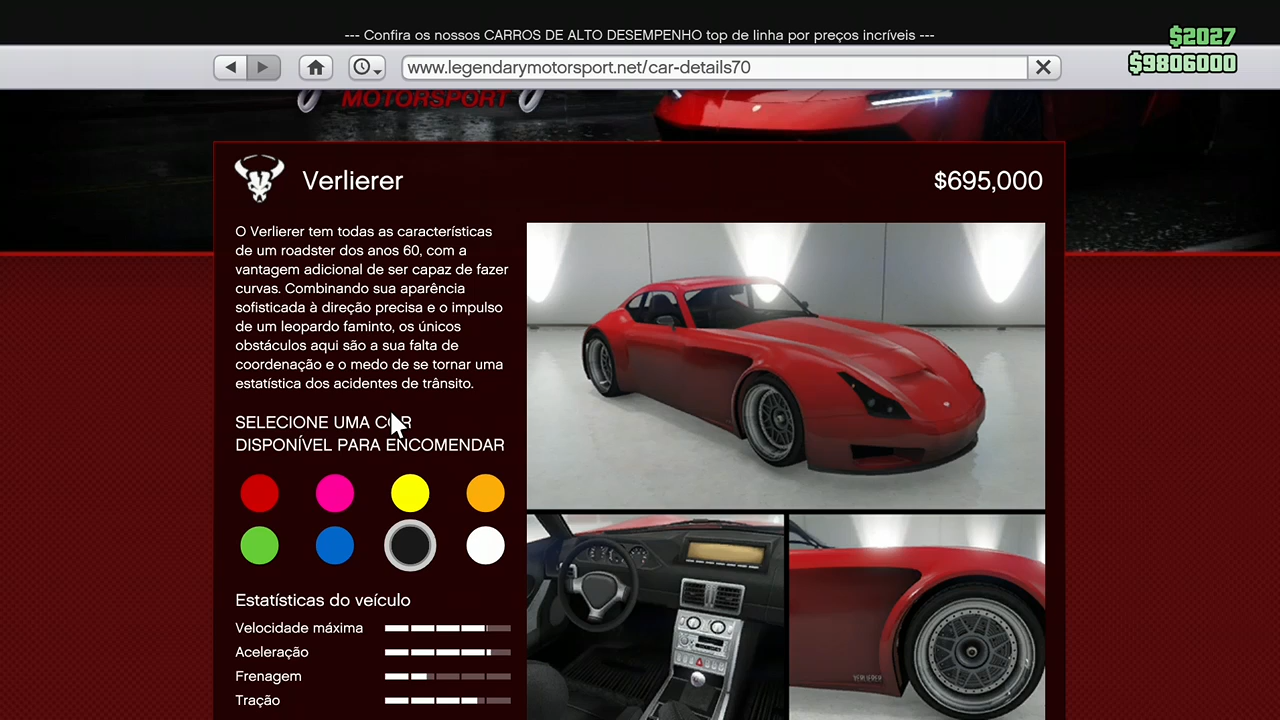 --- Confira os nossos CARROS DE ALTO DESEMPENHO top de linha por preços incríveis ---
$2027
www.legendarymotorsport.net/car-details70
$9806000
MOTORSPORT
Verlierer
$695,000
O Verlierer tem todas as características
de um roadster dos anos 60, com a
vantagem adicional de ser capaz de fazer
curvas. Combinando sua aparência
sofisticada à direção precisa e o impulso
de um leopardo faminto, os únicos
obstáculos aqui são a sua falta de
coordenação e o medo de se tornar uma
estatística dos acidentes de trânsito.
SELECIONE UMA COR
DISPONÍVEL PARA ENCOMENDAR
Estatísticas do veículo
Velocidade máxima
Aceleração
Frenagem
Tração
VERLIERER